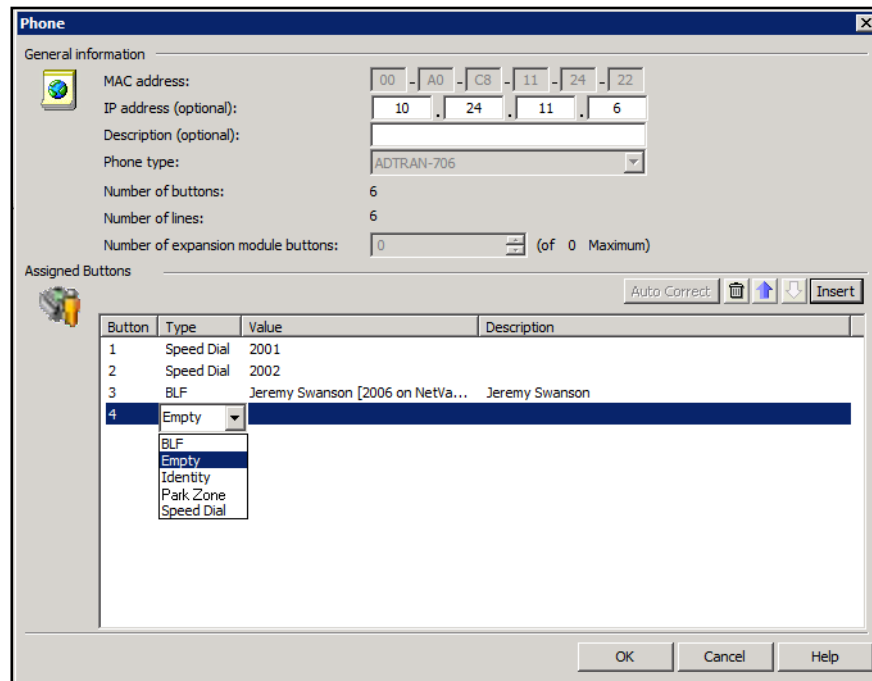 Phone
General information
MAC address: 00 - A0 - C8 - 11 - 24 - 22
IP address (optional): 10 . 24 . 11 . 6
Description (optional):
Phone type: ADTRAN-706
Number of buttons: 6
Number of lines: 6
Number of expansion module buttons: 0 (of 0 Maximum)
Assigned Buttons
Auto Correct Insert
Button Type Value Description
1 Speed Dial 2001
2 Speed Dial 2002
3 BLF Jeremy Swanson [2006 on NetVa... Jeremy Swanson
4 Empty
BLF
Empty
Identity
Park Zone
Speed Dial
OK Cancel Help